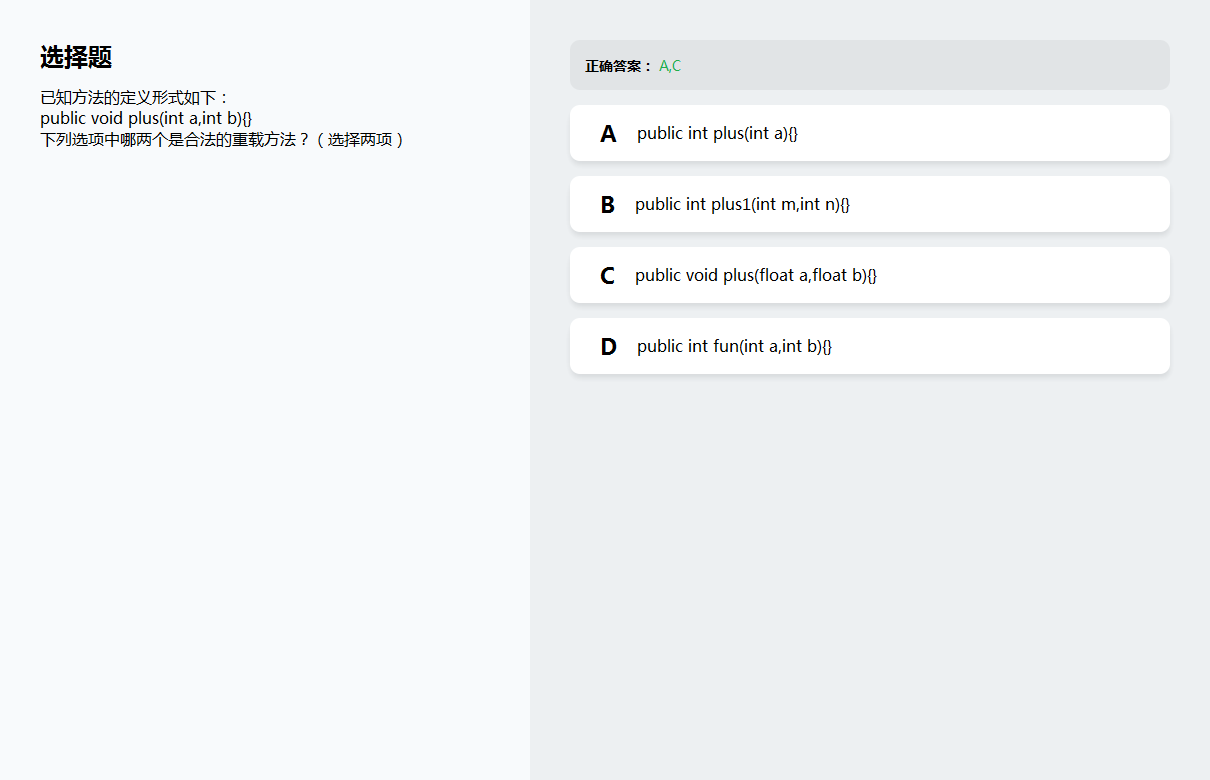 选择题
已知方法的定义形式如下：
public void plus(int a,int b){}
下列选项中哪两个是合法的重载方法？（选择两项）
正确答案： A,C
A public int plus(int a){}
B public int plus1(int m,int n){}
C public void plus(float a,float b){}
D public int fun(int a,int b){}